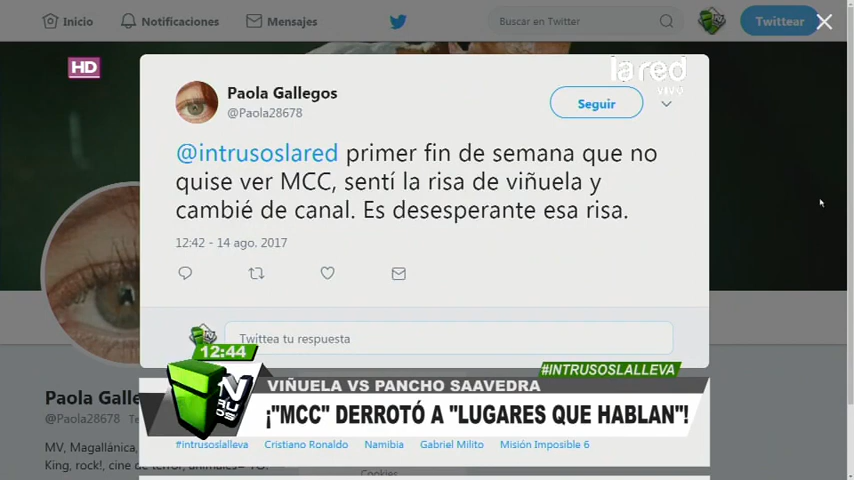 Inicio
Notificaciones
Mensajes
Buscar en Twitter
Twittear
HD
la red
VIVO
Paola Gallegos
@Paola28678
Seguir
@intrusoslared primer fin de semana que no
quise ver MCC, sentí la risa de viñuela y
cambié de canal. Es desesperante esa risa.
12:42 - 14 ago. 2017
Twittea tu respuesta
12:44
#INTRUSOSLALLEVA
VIÑUELA VS PANCHO SAAVEDRA
¡"MCC" DERROTÓ A "LUGARES QUE HABLAN"!
Paola Galle
@Paola28678
#intrusoslalleva Cristiano Ronaldo Namibia Gabriel Milito Misión Imposible 6
MV, Magallánica,
King, rock!, cine de terror, animales
Cookies